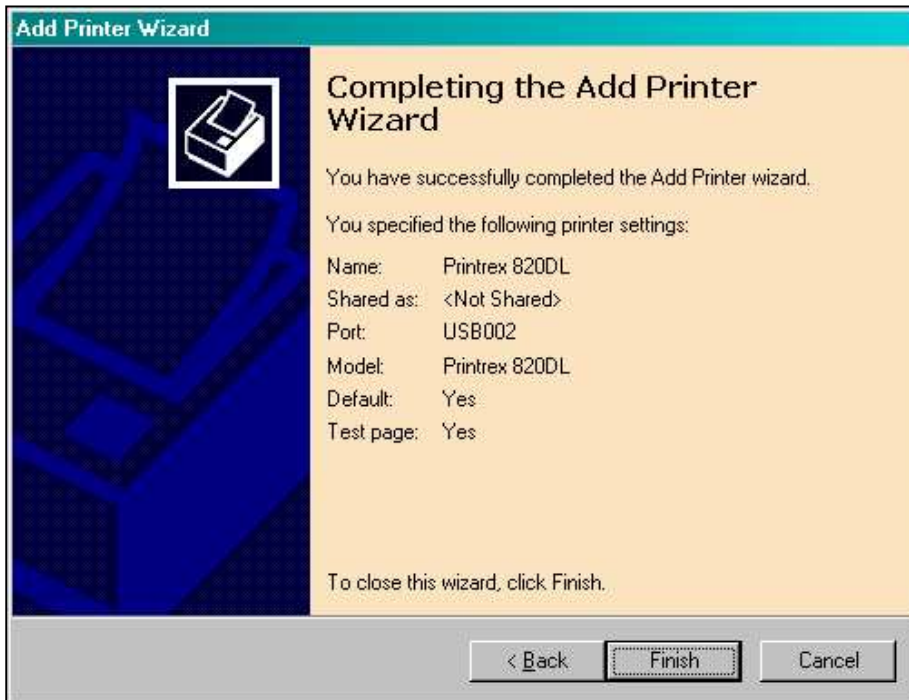 Add Printer Wizard
Completing the Add Printer
Wizard
You have successfully completed the Add Printer wizard.
You specified the following printer settings:
Name: Printrex 820DL
Shared as: <Not Shared>
Port: USB002
Model: Printrex 820DL
Default: Yes
Test page: Yes
To close this wizard, click Finish.
< Back Finish Cancel